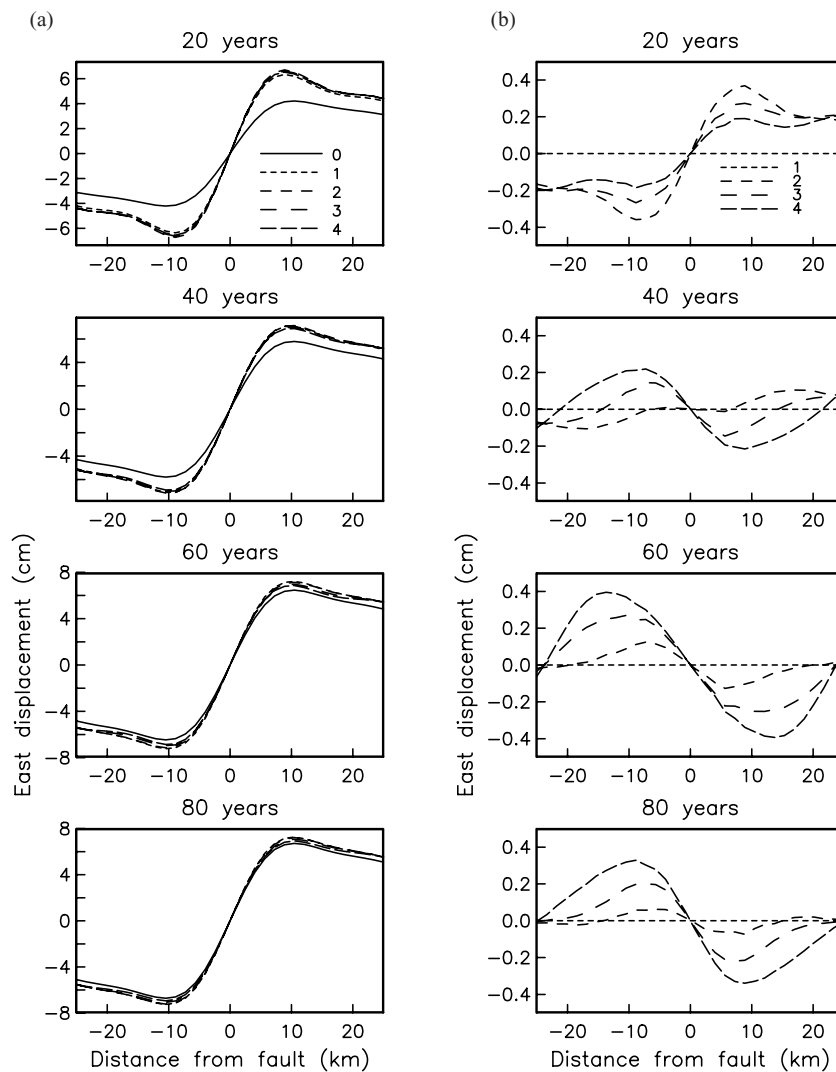 (a)
20 years
6
4
2
0
−2
−4
−6
0
1
2
3
4
−20 −10 0 10 20
40 years
4
0
−4
−20 −10 0 10 20
60 years
8
4
0
−4
−8
−20 −10 0 10 20
80 years
8
4
0
−4
−8
−20 −10 0 10 20
East displacement (cm)
Distance from fault (km)
(b)
20 years
0.4
0.2
0.0
−0.2
−0.4
1
2
3
4
−20 −10 0 10 20
40 years
0.4
0.2
0.0
−0.2
−0.4
−20 −10 0 10 20
60 years
0.4
0.2
0.0
−0.2
−0.4
−20 −10 0 10 20
80 years
0.4
0.2
0.0
−0.2
−0.4
−20 −10 0 10 20
East displacement (cm)
Distance from fault (km)